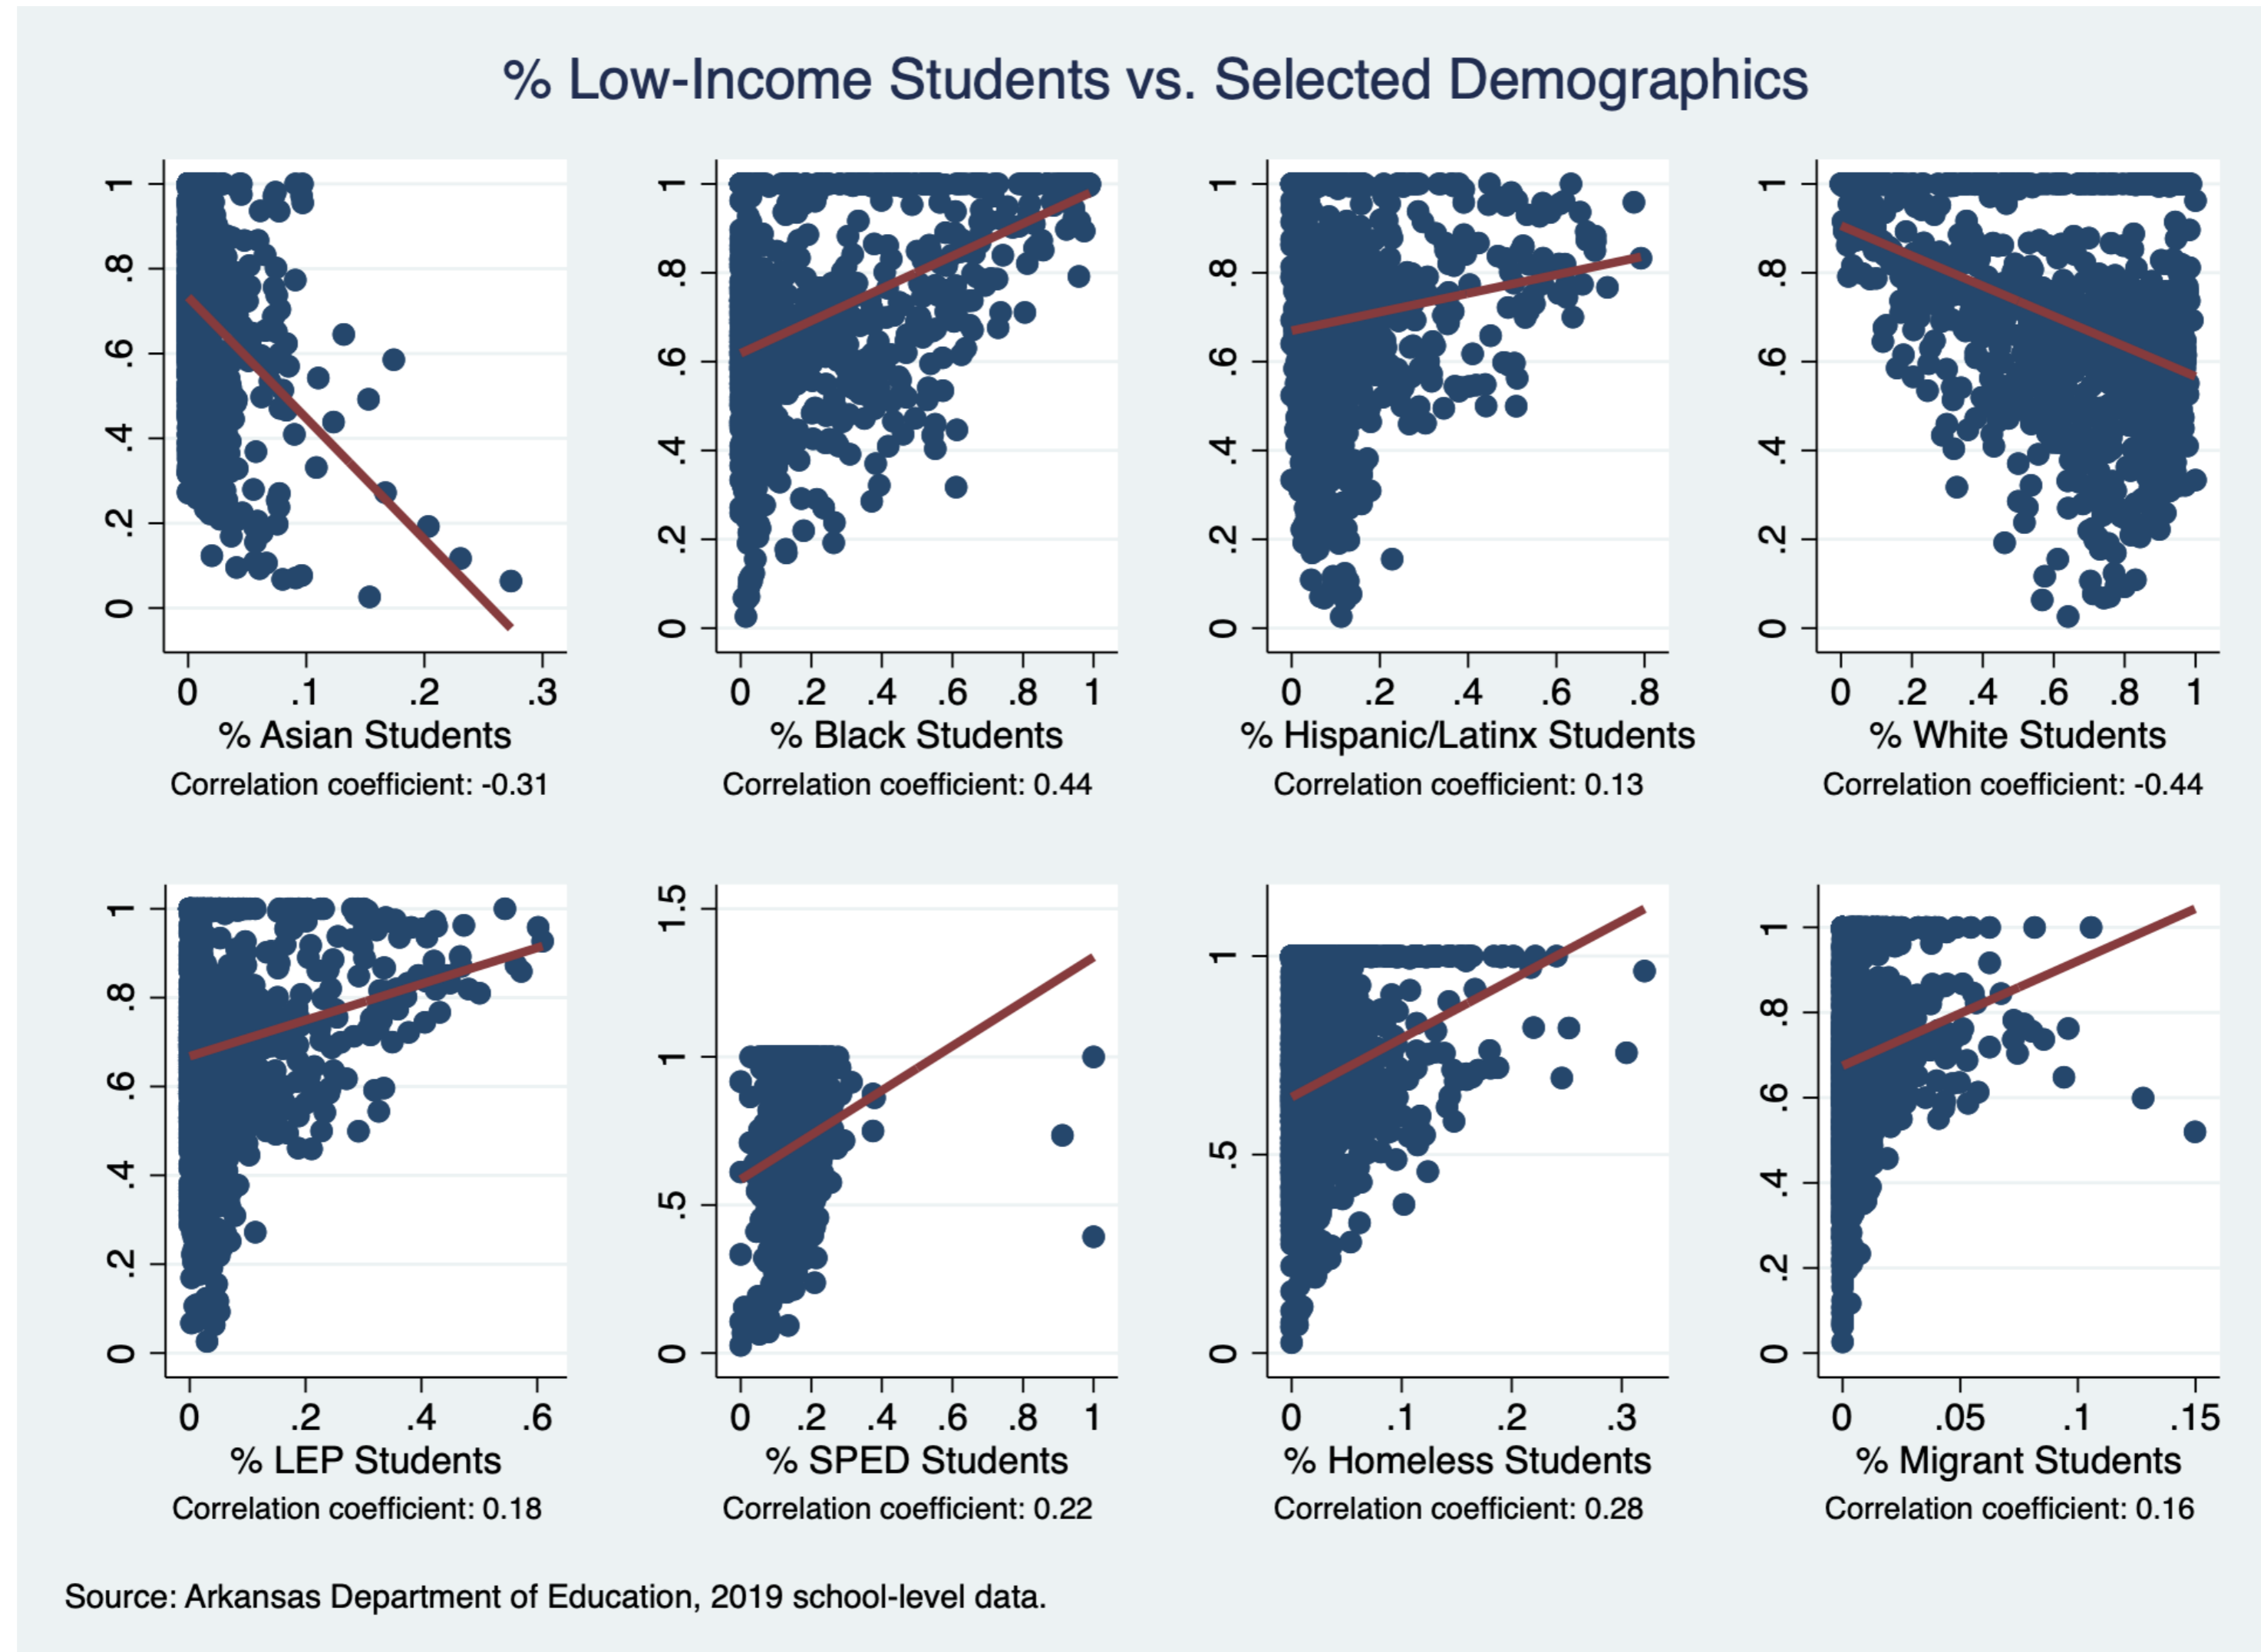 % Low-Income Students vs. Selected Demographics
1
.8
.6
.4
.2
0
0 .1 .2 .3
% Asian Students
Correlation coefficient: -0.31
1
.8
.6
.4
.2
0
0 .2 .4 .6 .8 1
% Black Students
Correlation coefficient: 0.44
1
.8
.6
.4
.2
0
0 .2 .4 .6 .8
% Hispanic/Latinx Students
Correlation coefficient: 0.13
1
.8
.6
.4
.2
0
0 .2 .4 .6 .8 1
% White Students
Correlation coefficient: -0.44
1
.8
.6
.4
.2
0
0 .2 .4 .6
% LEP Students
Correlation coefficient: 0.18
1.5
1
.5
0
0 .2 .4 .6 .8 1
% SPED Students
Correlation coefficient: 0.22
1
.5
0
0 .1 .2 .3
% Homeless Students
Correlation coefficient: 0.28
1
.8
.6
.4
.2
0
0 .05 .1 .15
% Migrant Students
Correlation coefficient: 0.16
Source: Arkansas Department of Education, 2019 school-level data.